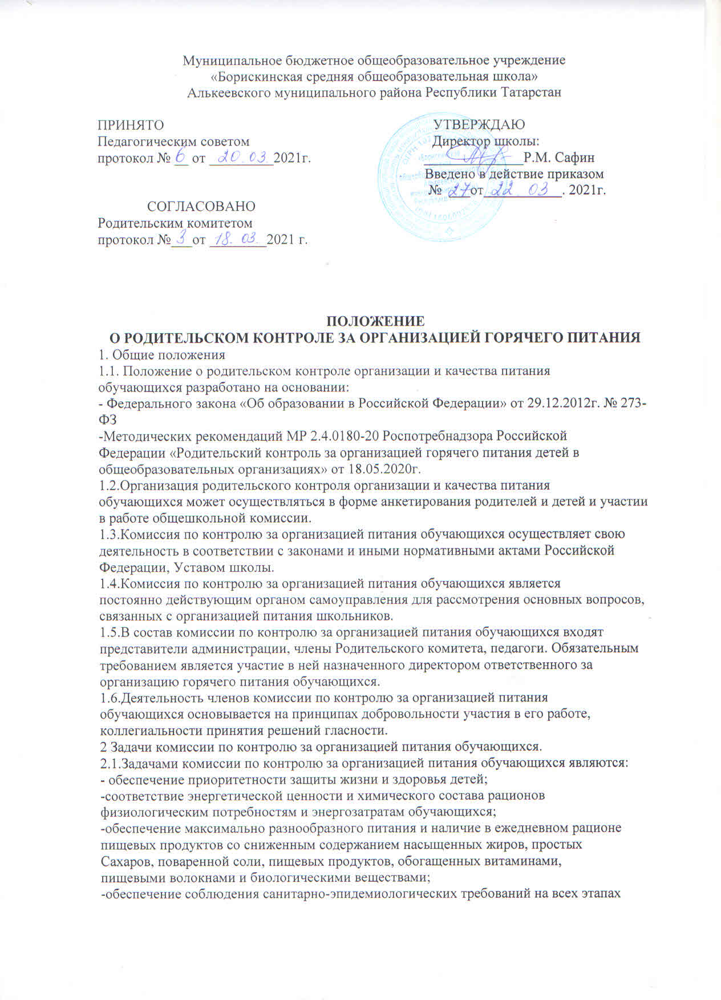 Муниципальное бюджетное общеобразовательное учреждение
«Борискинская средняя общеобразовательная школа»
Алькеевского муниципального района Республики Татарстан
ПРИНЯТО
Педагогическим советом
протокол № 6 от 20.03.2021г.
УТВЕРЖДАЮ
Директор школы:
Р.М. Сафин
Введено в действие приказом
№ 27 от 22 03. 2021г.
СОГЛАСОВАНО
Родительским комитетом
протокол № 3 от 18.03.2021 г.
ПОЛОЖЕНИЕ
О РОДИТЕЛЬСКОМ КОНТРОЛЕ ЗА ОРГАНИЗАЦИЕЙ ГОРЯЧЕГО ПИТАНИЯ
1. Общие положения
1.1. Положение о родительском контроле организации и качества питания
обучающихся разработано на основании:
- Федерального закона «Об образовании в Российской Федерации» от 29.12.2012г. № 273-
ФЗ
-Методических рекомендаций МР 2.4.0180-20 Роспотребнадзора Российской
Федерации «Родительский контроль за организацией горячего питания детей в
общеобразовательных организациях» от 18.05.2020г.
1.2.Организация родительского контроля организации и качества питания
обучающихся может осуществляться в форме анкетирования родителей и детей и участии
в работе общешкольной комиссии.
1.3.Комиссия по контролю за организацией питания обучающихся осуществляет свою
деятельность в соответствии с законами и иными нормативными актами Российской
Федерации, Уставом школы.
1.4.Комиссия по контролю за организацией питания обучающихся является
постоянно действующим органом самоуправления для рассмотрения основных вопросов,
связанных с организацией питания школьников.
1.5.В состав комиссии по контролю за организацией питания обучающихся входят
представители администрации, члены Родительского комитета, педагоги. Обязательным
требованием является участие в ней назначенного директором ответственного за
организацию горячего питания обучающихся.
1.6.Деятельность членов комиссии по контролю за организацией питания
обучающихся основывается на принципах добровольности участия в его работе,
коллегиальности принятия решений гласности.
2 Задачи комиссии по контролю за организацией питания обучающихся.
2.1.Задачами комиссии по контролю за организацией питания обучающихся являются:
- обеспечение приоритетности защиты жизни и здоровья детей;
-соответствие энергетической ценности и химического состава рационов
физиологическим потребностям и энергозатратам обучающихся;
-обеспечение максимально разнообразного питания и наличие в ежедневном рационе
пищевых продуктов со сниженным содержанием насыщенных жиров, простых
Сахаров, поваренной соли, пищевых продуктов, обогащенных витаминами,
пищевыми волокнами и биологическими веществами;
-обеспечение соблюдения санитарно-эпидемиологических требований на всех этапах